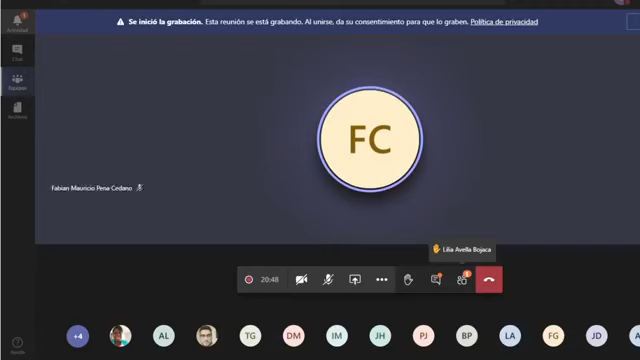 Se inició la grabación. Esta reunión se está grabando. Al unirse, da su consentimiento para que lo graben. Política de privacidad
Actividad
Chat
Equipos
Archivos
FC
Fabian Mauricio Pena Cedano
Lilia Avella Bojaca
20:48
+4
AL
TG
DM
IM
JH
PJ
BP
LA
FG
JD
Ayuda